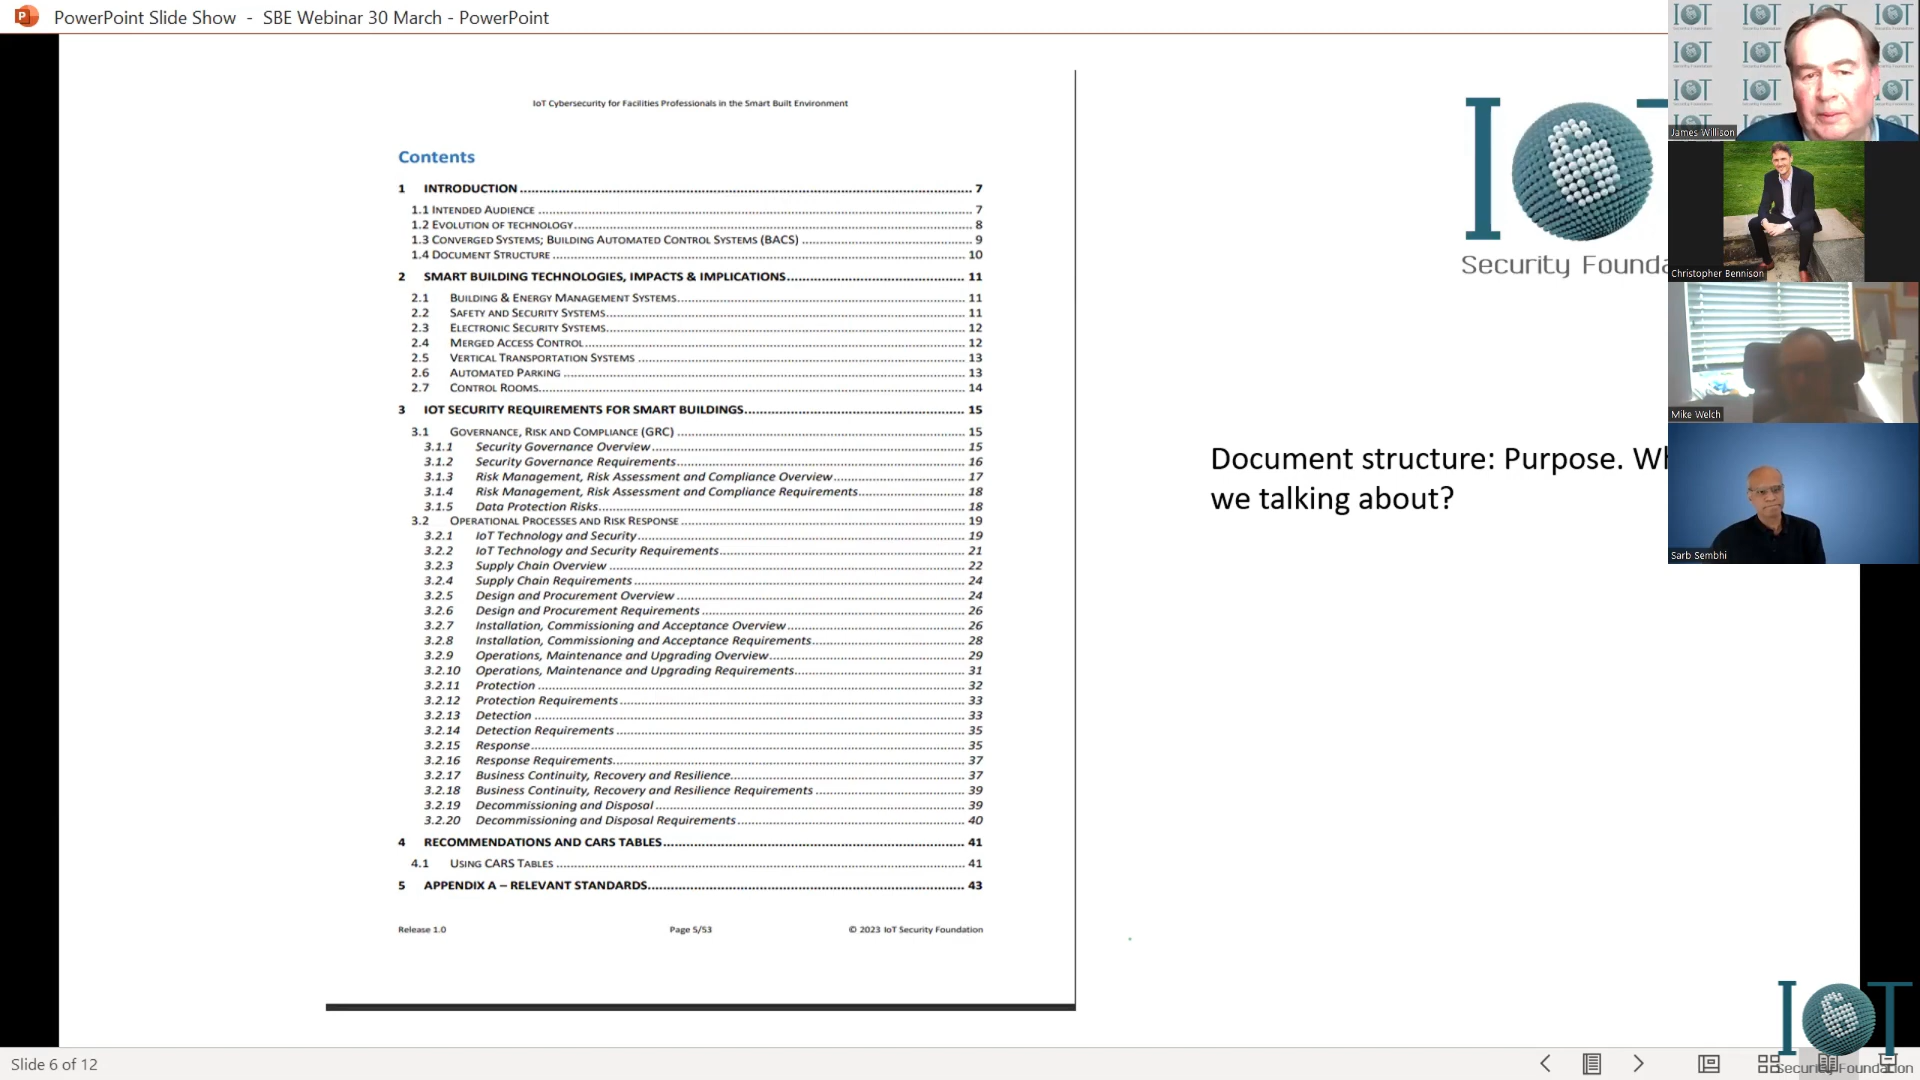 PowerPoint Slide Show - SBE Webinar 30 March - PowerPoint
IoT Cybersecurity for Facilities Professionals in the Smart Built Environment
Contents
1 INTRODUCTION 7
1.1 INTENDED AUDIENCE 7
1.2 EVOLUTION OF TECHNOLOGY 8
1.3 CONVERGED SYSTEMS; BUILDING AUTOMATED CONTROL SYSTEMS (BACS) 9
1.4 DOCUMENT STRUCTURE 10
2 SMART BUILDING TECHNOLOGIES, IMPACTS & IMPLICATIONS 11
2.1 BUILDING & ENERGY MANAGEMENT SYSTEMS 11
2.2 SAFETY AND SECURITY SYSTEMS 11
2.3 ELECTRONIC SECURITY SYSTEMS 12
2.4 MERGED ACCESS CONTROL 12
2.5 VERTICAL TRANSPORTATION SYSTEMS 13
2.6 AUTOMATED PARKING 13
2.7 CONTROL ROOMS 14
3 IOT SECURITY REQUIREMENTS FOR SMART BUILDINGS 15
3.1 GOVERNANCE, RISK AND COMPLIANCE (GRC) 15
3.1.1 Security Governance Overview 15
3.1.2 Security Governance Requirements 16
3.1.3 Risk Management, Risk Assessment and Compliance Overview 17
3.1.4 Risk Management, Risk Assessment and Compliance Requirements 18
3.1.5 Data Protection Risks 18
3.2 OPERATIONAL PROCESSES AND RISK RESPONSE 19
3.2.1 IoT Technology and Security 19
3.2.2 IoT Technology and Security Requirements 21
3.2.3 Supply Chain Overview 22
3.2.4 Supply Chain Requirements 24
3.2.5 Design and Procurement Overview 24
3.2.6 Design and Procurement Requirements 26
3.2.7 Installation, Commissioning and Acceptance Overview 26
3.2.8 Installation, Commissioning and Acceptance Requirements 28
3.2.9 Operations, Maintenance and Upgrading Overview 29
3.2.10 Operations, Maintenance and Upgrading Requirements 31
3.2.11 Protection 32
3.2.12 Protection Requirements 33
3.2.13 Detection 33
3.2.14 Detection Requirements 35
3.2.15 Response 35
3.2.16 Response Requirements 37
3.2.17 Business Continuity, Recovery and Resilience 37
3.2.18 Business Continuity, Recovery and Resilience Requirements 39
3.2.19 Decommissioning and Disposal 39
3.2.20 Decommissioning and Disposal Requirements 40
4 RECOMMENDATIONS AND CARS TABLES 41
4.1 USING CARS TABLES 41
5 APPENDIX A – RELEVANT STANDARDS 43
Release 1.0 Page 5/53 © 2023 IoT Security Foundation
IOT
Security Founda
Document structure: Purpose. Wh
we talking about?
James Willison
Christopher Bennison
Mike Welch
Sarb Sembhi
IOT
Security Foundation
Slide 6 of 12